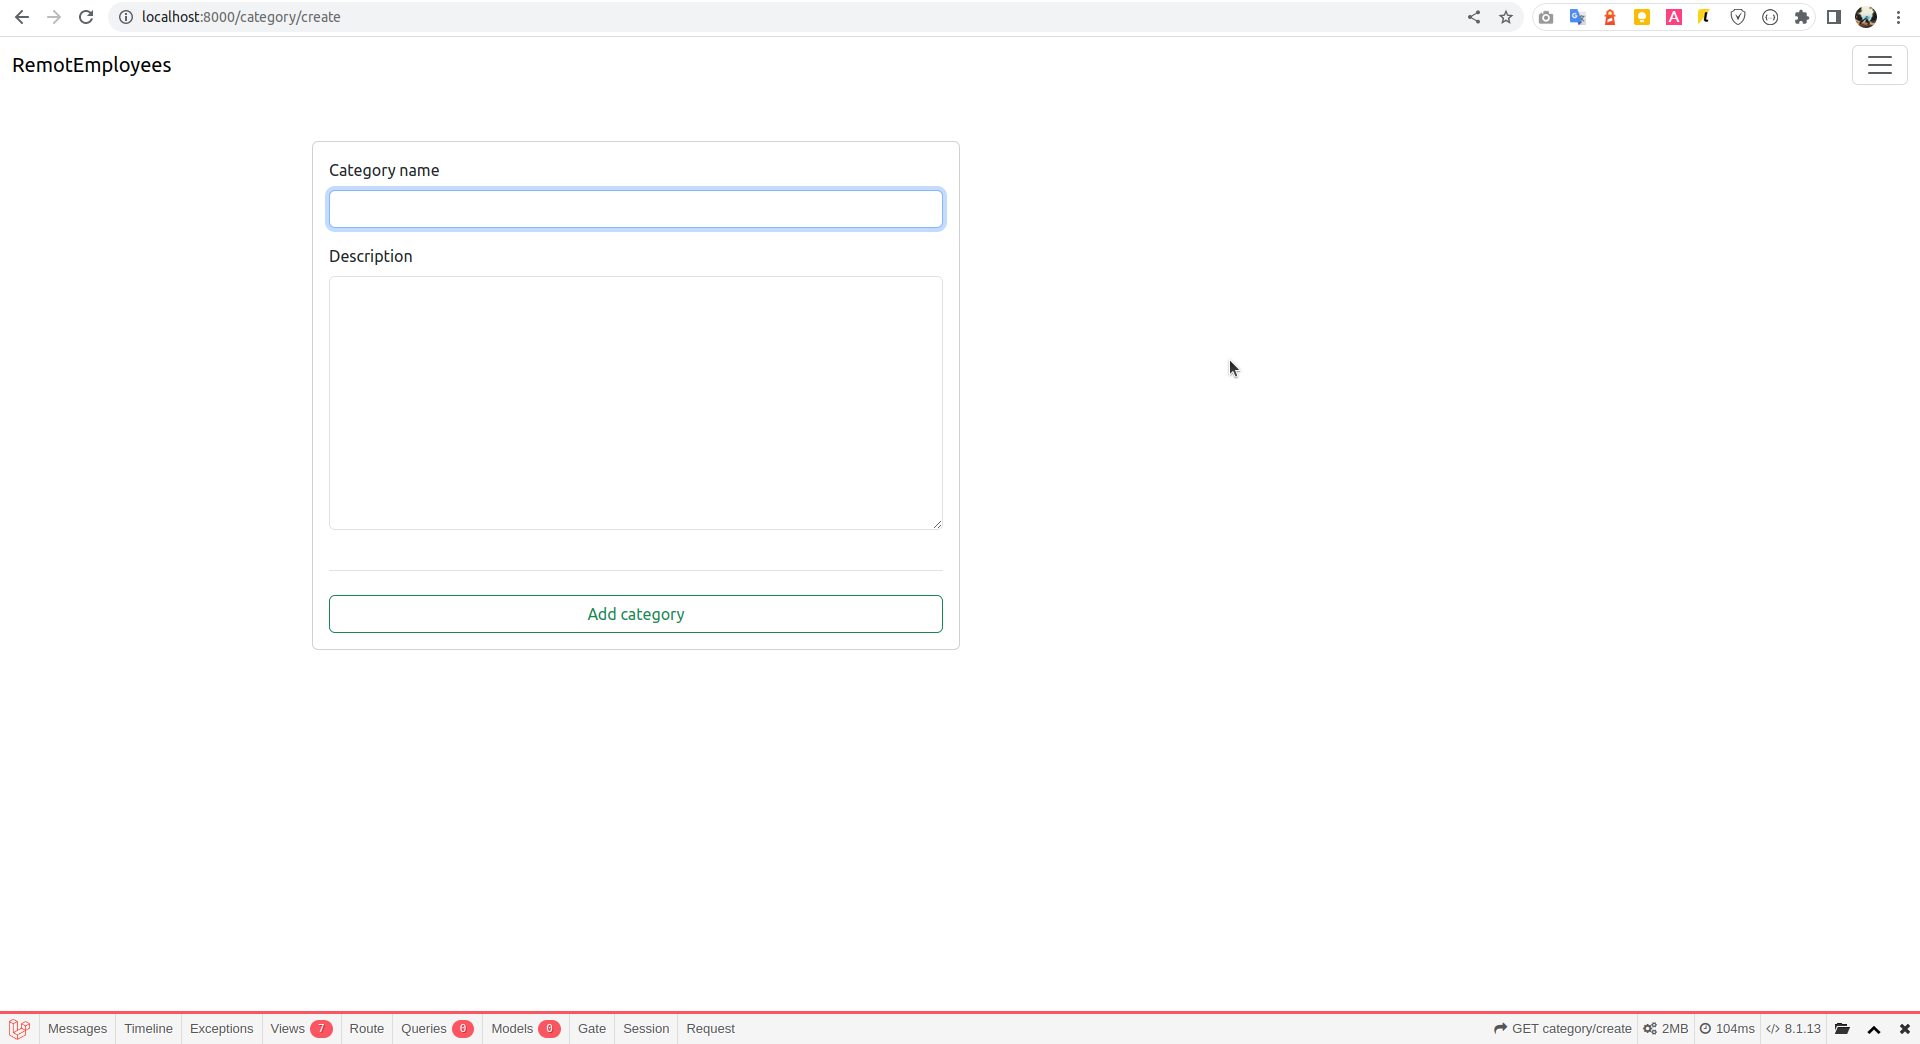 localhost:8000/category/create
RemotEmployees
Category name
Description
Add category
Messages Timeline Exceptions Views 7 Route Queries 0 Models 0 Gate Session Request GET category/create 2MB 104ms 8.1.13